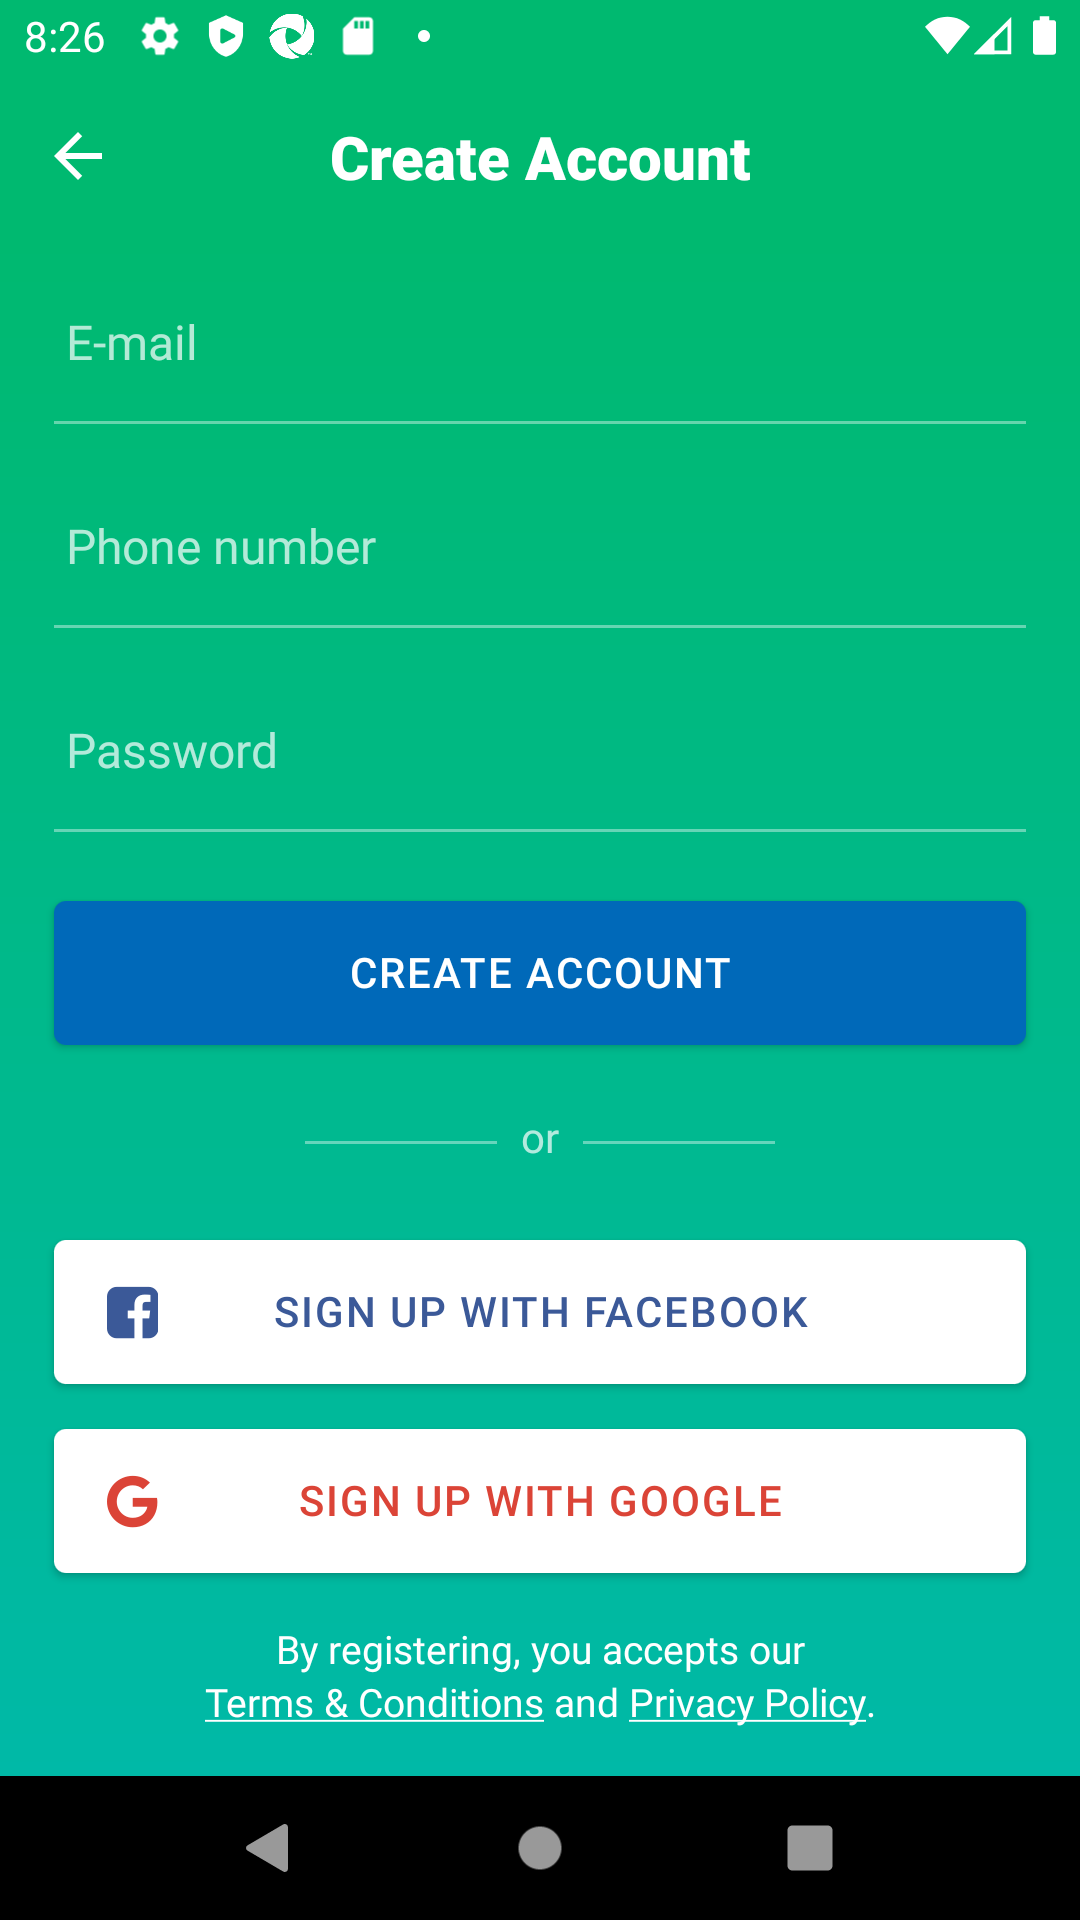 8:26
Create Account
E-mail
Phone number
Password
CREATE ACCOUNT
or
SIGN UP WITH FACEBOOK
SIGN UP WITH GOOGLE
By registering, you accepts our
Terms & Conditions and Privacy Policy.